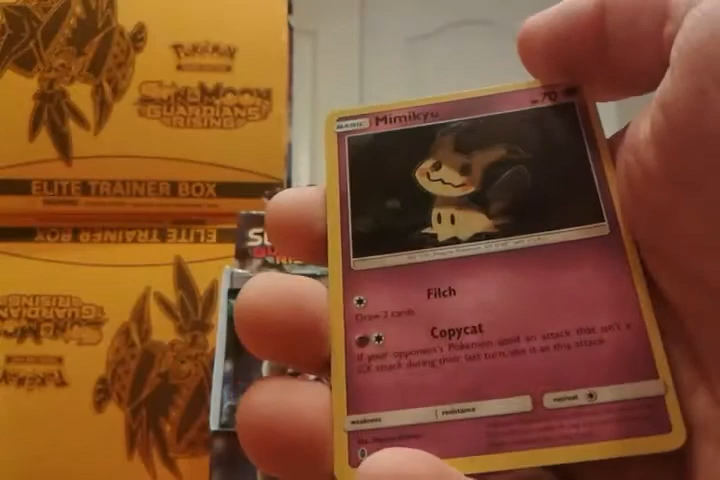 POKéMON
SUN & MOON
GUARDIANS
RISING
ELITE TRAINER BOX
ELITE TRAINER BOX
GUARDIANS
RISING
SUN & MOON
POKéMON
BASIC
Mimikyu
70
Filch
Draw 2 cards.
Copycat
If your opponent's Pokémon used an attack that isn't a
GX attack during their last turn, use it as this attack.
weakness
resistance
retreat